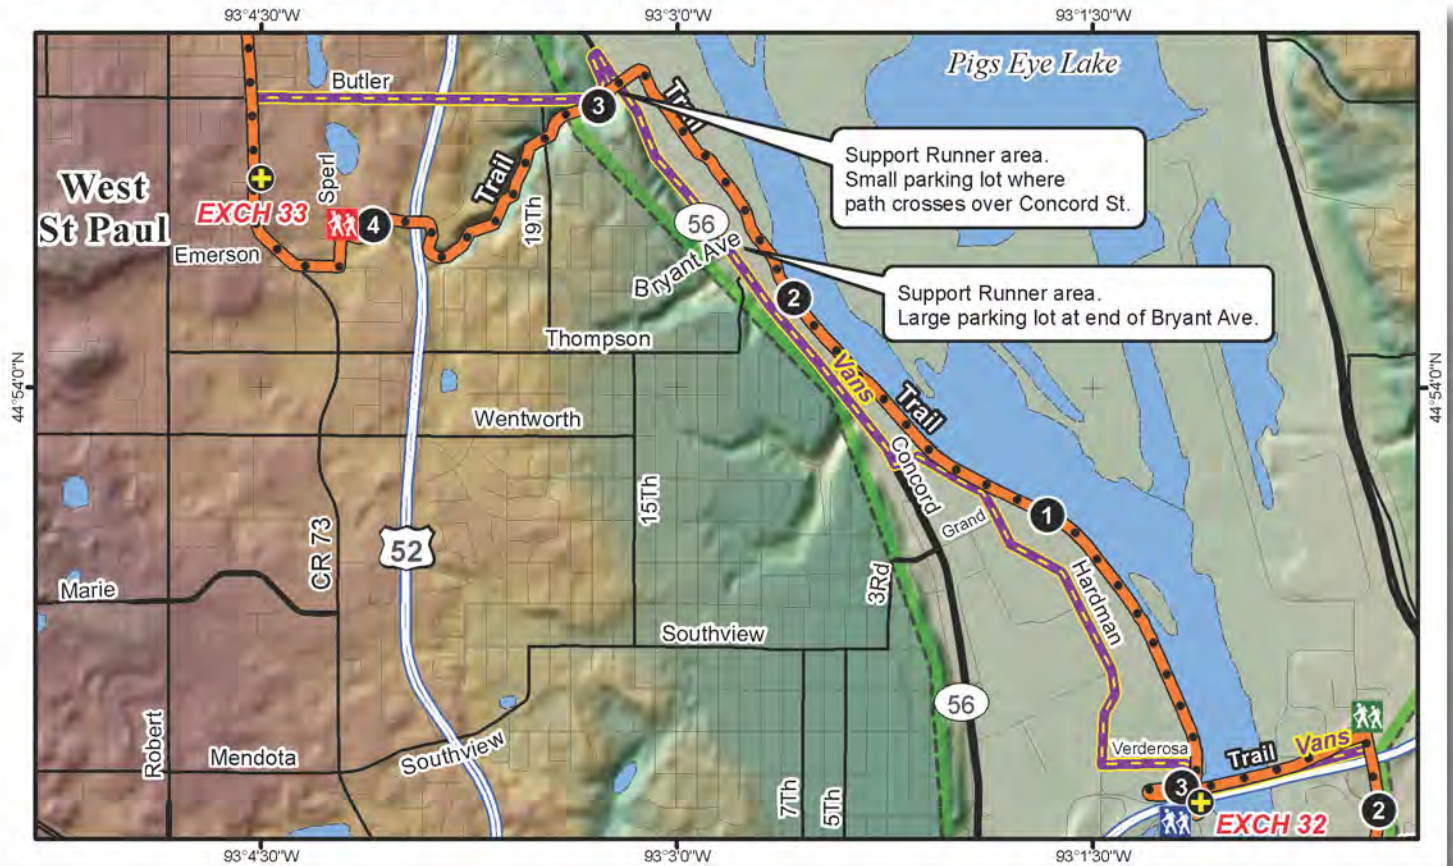 93°4'30"W
93°3'0"W
93°1'30"W
Pigs Eye Lake
Butler
3
Trail
Support Runner area.
Small parking lot where
path crosses over Concord St.
West
St Paul
Sperl
EXCH 33
4
Trail
19Th
56
Bryant Ave
Emerson
2
Support Runner area.
Large parking lot at end of Bryant Ave.
Thompson
44°54'0"N
44°54'0"N
Vans
Trail
Wentworth
Concord
15Th
1
Grand
52
CR 73
3Rd
Hardman
Marie
Southview
56
Robert
Mendota
Southview
Verderosa
Trail
Vans
7Th
5Th
3
2
EXCH 32
93°4'30"W
93°3'0"W
93°1'30"W